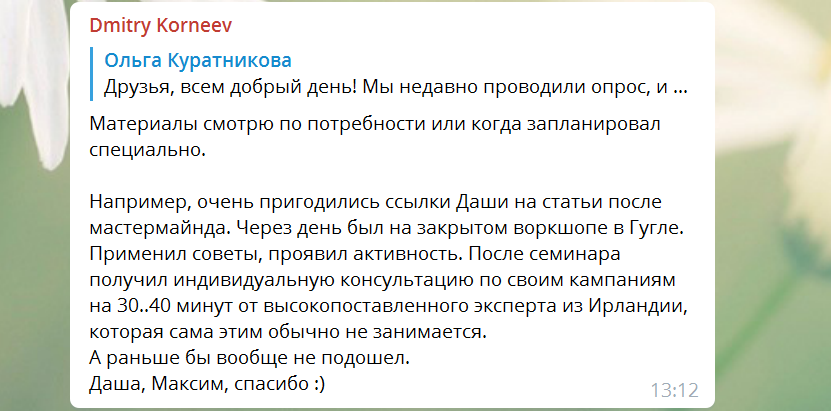 Dmitry Korneev
Ольга Куратникова
Друзья, всем добрый день! Мы недавно проводили опрос, и ...
Материалы смотрю по потребности или когда запланировал
специально.
Например, очень пригодились ссылки Даши на статьи после
мастермайнда. Через день был на закрытом воркшопе в Гугле.
Применил советы, проявил активность. После семинара
получил индивидуальную консультацию по своим кампаниям
на 30..40 минут от высокопоставленного эксперта из Ирландии,
которая сама этим обычно не занимается.
А раньше бы вообще не подошел.
Даша, Максим, спасибо :)
13:12